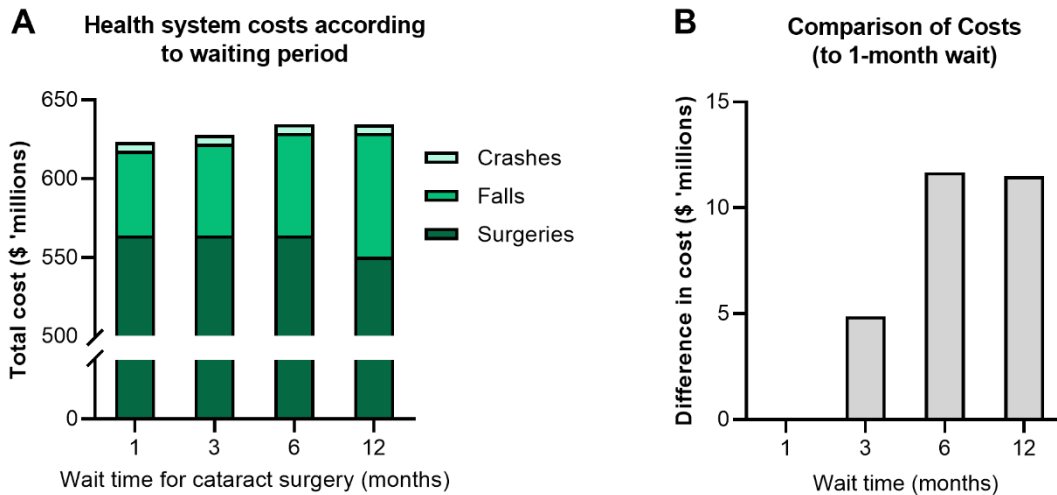 A
Health system costs according
to waiting period
650
600
550
500
0
Total cost ($ 'millions)
1 3 6 12
Wait time for cataract surgery (months)
Crashes
Falls
Surgeries
B
Comparison of Costs
(to 1-month wait)
15
10
5
0
Difference in cost ($ 'millions)
1 3 6 12
Wait time (months)